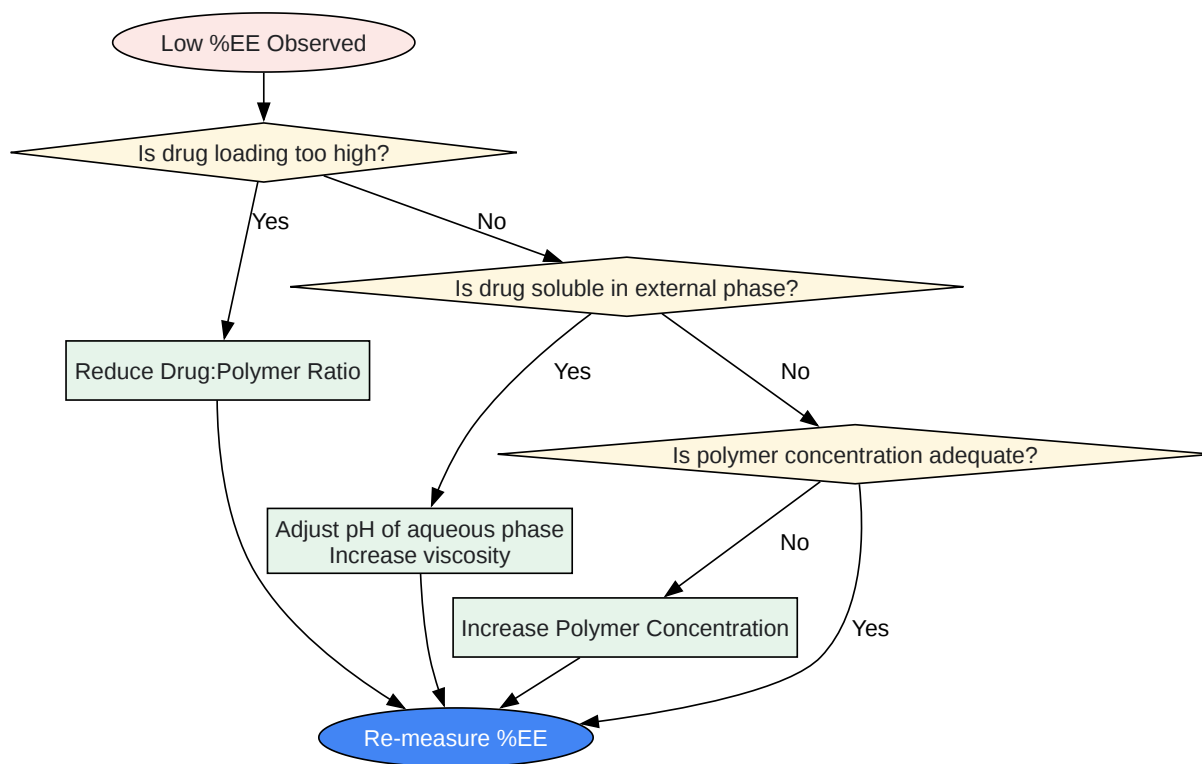 Low %EE Observed
Is drug loading too high?
Yes
No
Is drug soluble in external phase?
Reduce Drug:Polymer Ratio
Yes
No
Is polymer concentration adequate?
Adjust pH of aqueous phase
Increase viscosity
No
Increase Polymer Concentration
Yes
Re-measure %EE